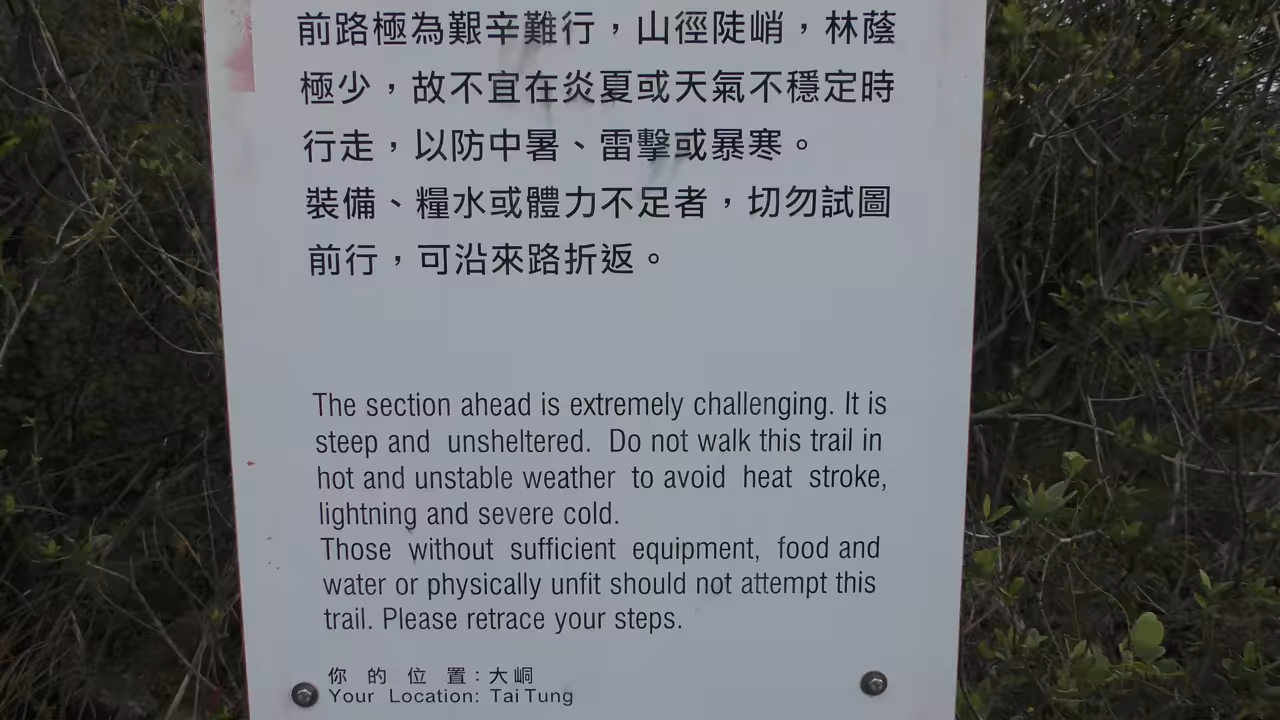 前路極為艱辛難行，山徑陡峭，林蔭
極少，故不宜在炎夏或天氣不穩定時
行走，以防中暑、雷擊或暴寒。
裝備、糧水或體力不足者，切勿試圖
前行，可沿來路折返。
The section ahead is extremely challenging. It is
steep and unsheltered. Do not walk this trail in
hot and unstable weather to avoid heat stroke,
lightning and severe cold.
Those without sufficient equipment, food and
water or physically unfit should not attempt this
trail. Please retrace your steps.
你的位置：大峒
Your Location: Tai Tung